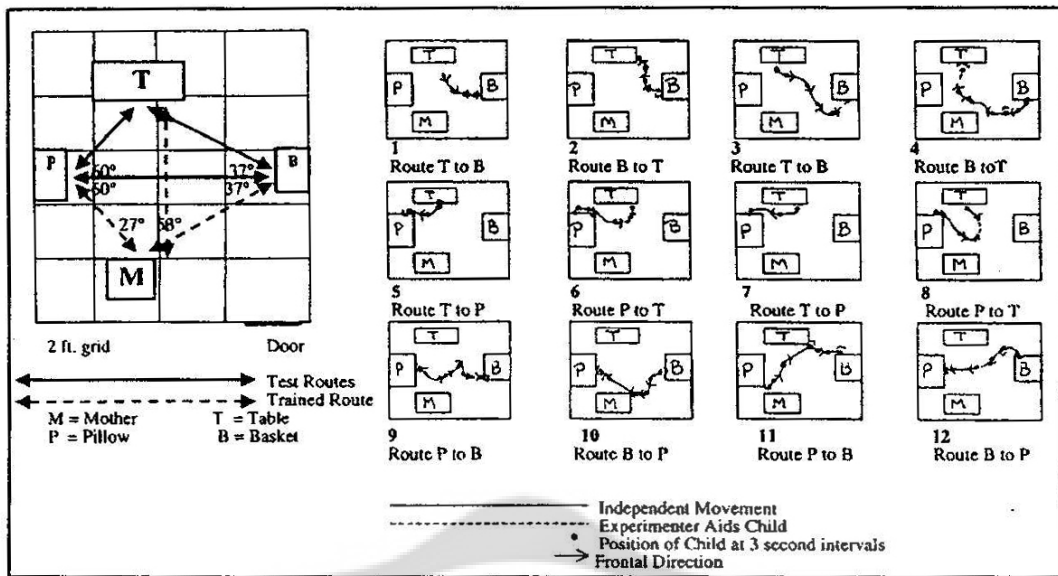 T
P
B
60°
37°
60°
37°
27°
58°
M
2 ft. grid Door
Test Routes
Trained Route
M = Mother T = Table
P = Pillow B = Basket
T
P
B
M
1
Route T to B
T
P
B
M
2
Route B to T
T
P
B
M
3
Route T to B
T
P
B
M
4
Route B to T
T
P
B
M
5
Route T to P
T
P
B
M
6
Route P to T
T
P
B
M
7
Route T to P
T
P
B
M
8
Route P to T
T
P
B
M
9
Route P to B
T
P
B
M
10
Route B to P
T
P
B
M
11
Route P to B
T
P
B
M
12
Route B to P
Independent Movement
Experimenter Aids Child
Position of Child at 3 second intervals
Frontal Direction